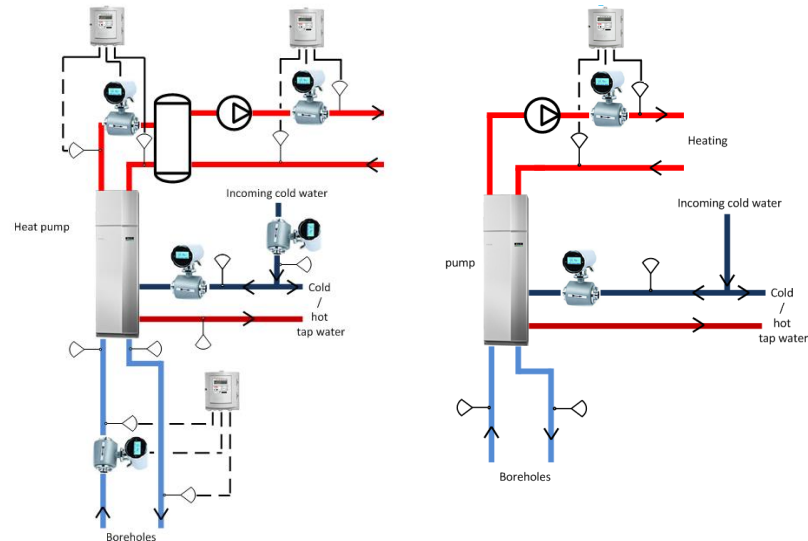 Incoming cold water
Heat pump
Cold
/
hot
tap water
Boreholes
Heating
Incoming cold water
pump
Cold
/
hot
tap water
Boreholes